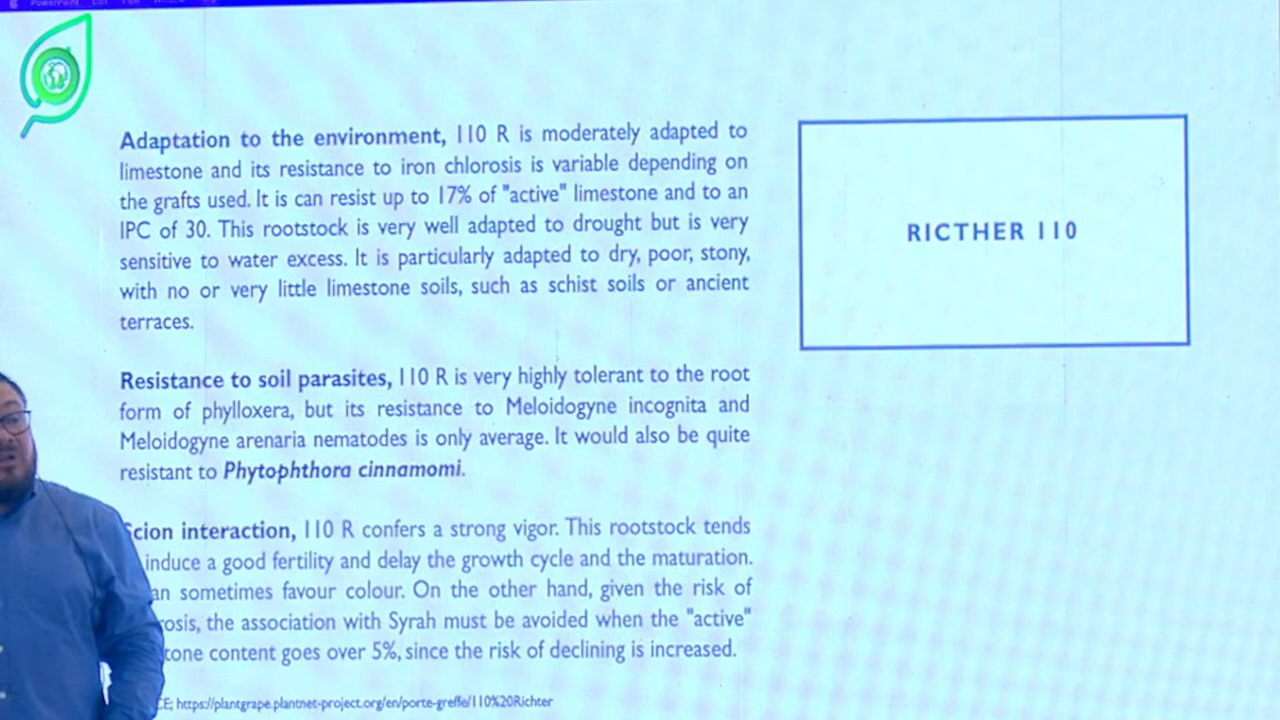 PowerPoint Edit View Window
Adaptation to the environment, 110 R is moderately adapted to
limestone and its resistance to iron chlorosis is variable depending on
the grafts used. It is can resist up to 17% of "active" limestone and to an
IPC of 30. This rootstock is very well adapted to drought but is very
sensitive to water excess. It is particularly adapted to dry, poor, stony,
with no or very little limestone soils, such as schist soils or ancient
terraces.
RICTHER 110
Resistance to soil parasites, 110 R is very highly tolerant to the root
form of phylloxera, but its resistance to Meloidogyne incognita and
Meloidogyne arenaria nematodes is only average. It would also be quite
resistant to Phytophthora cinnamomi.
Scion interaction, 110 R confers a strong vigor. This rootstock tends
induce a good fertility and delay the growth cycle and the maturation.
an sometimes favour colour. On the other hand, given the risk of
rosis, the association with Syrah must be avoided when the "active"
tone content goes over 5%, since the risk of declining is increased.
CE; https://plantgrape.plantnet-project.org/en/porte-greffe/110%20Richter